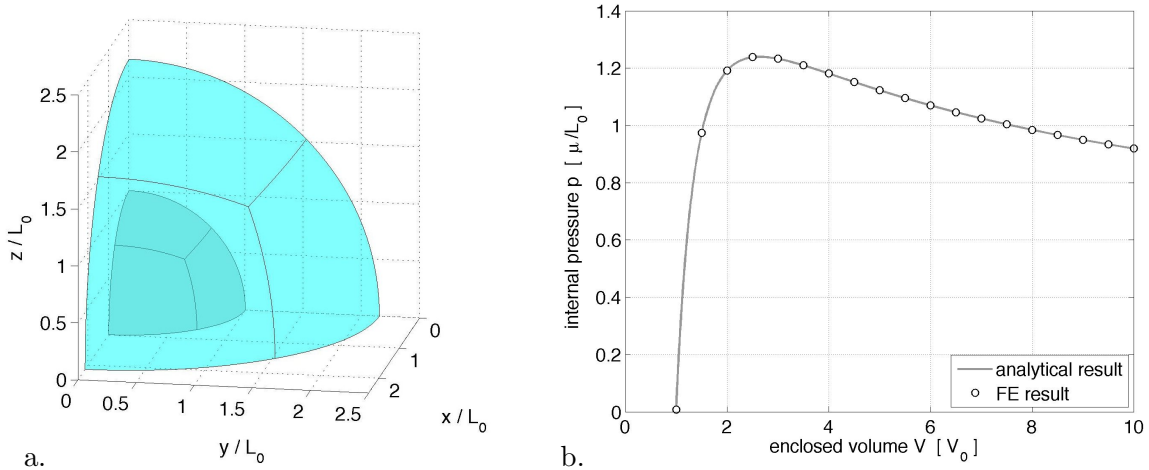 2.5
2
1.5
1
0.5
0
z / L0
0
0.5
1
1.5
2
2.5
y / L0
0
1
2
x / L0
a.
1.4
1.2
1
0.8
0.6
0.4
0.2
0
internal pressure p [ μ/L0 ]
0 2 4 6 8 10
enclosed volume V [ V0 ]
analytical result
FE result
b.